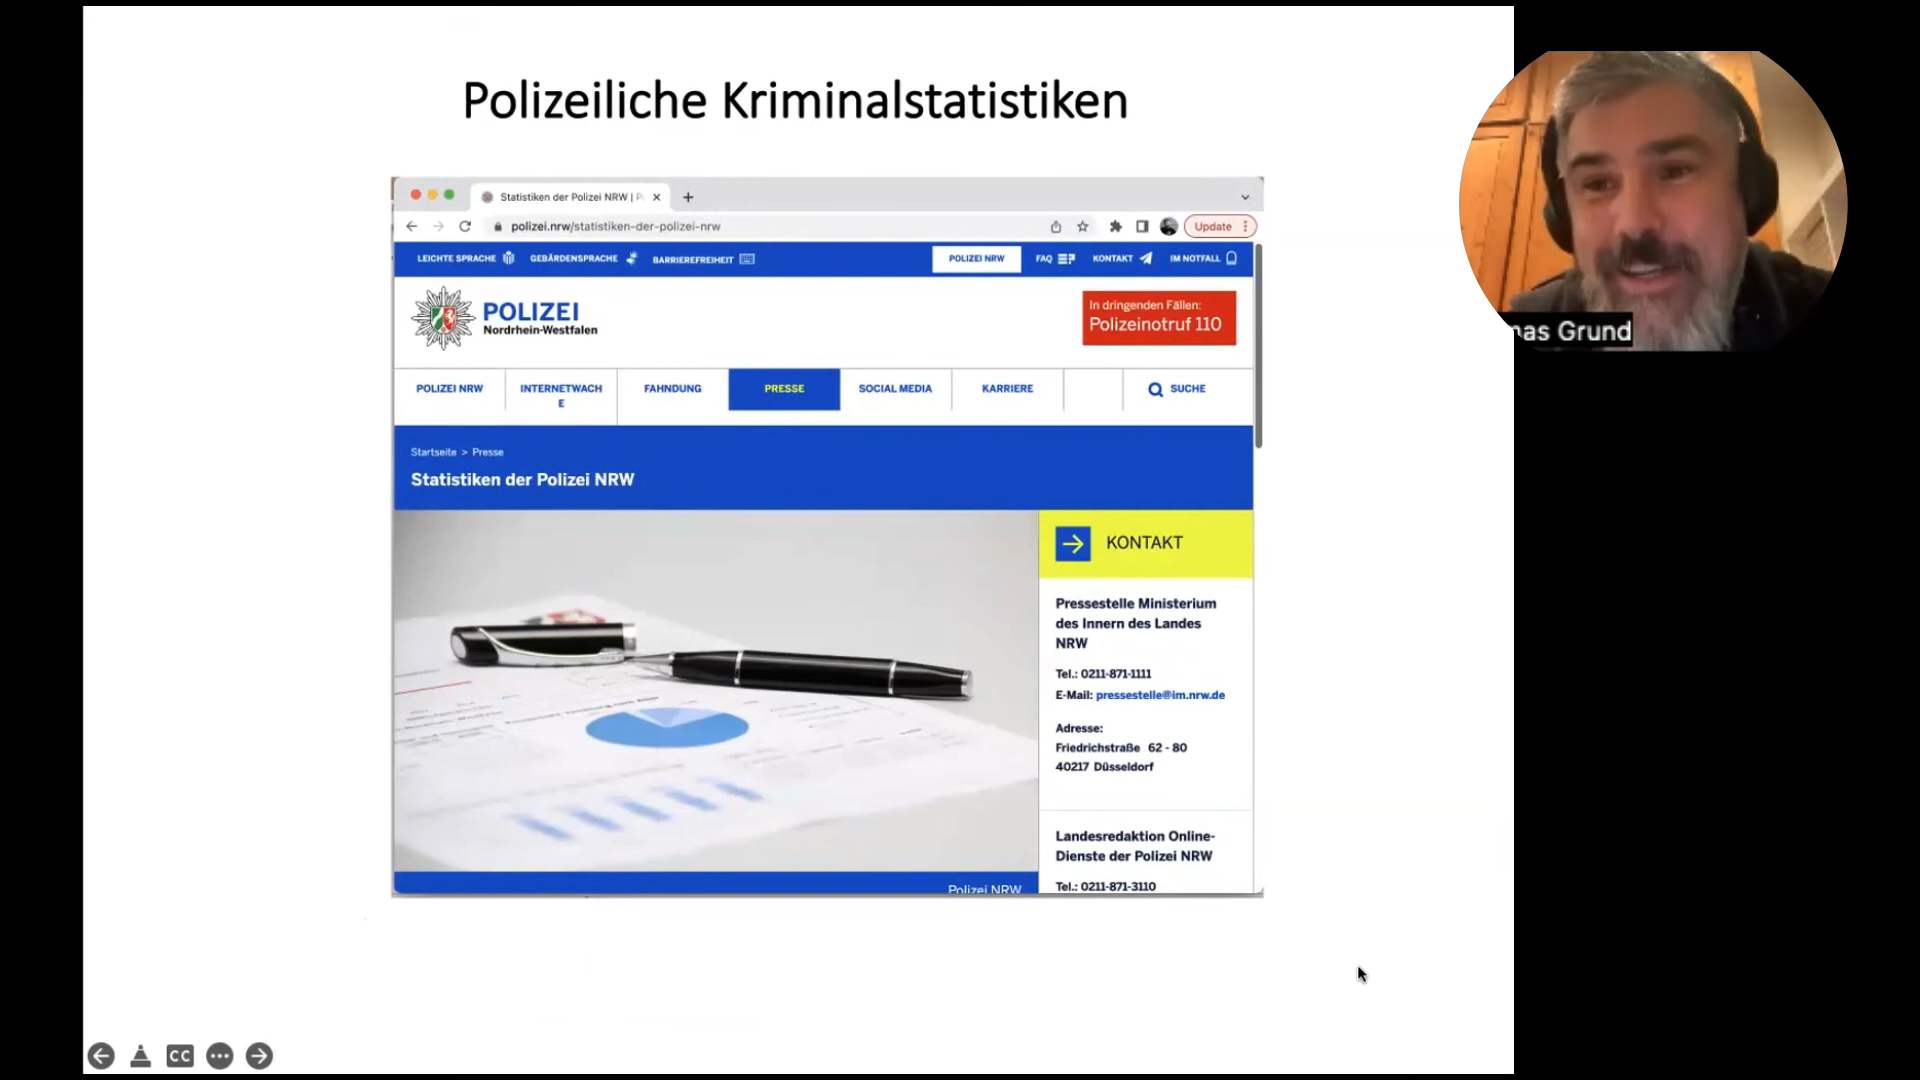 Polizeiliche Kriminalstatistiken
Statistiken der Polizei NRW | P
polizei.nrw/statistiken-der-polizei-nrw
Update
LEICHTE SPRACHE
GEBÄRDENSPRACHE
BARRIEREFREIHEIT
POLIZEI NRW
FAQ
KONTAKT
IM NOTFALL
POLIZEI
Nordrhein-Westfalen
In dringenden Fällen:
Polizeinotruf 110
POLIZEI NRW
INTERNETWACH
E
FAHNDUNG
PRESSE
SOCIAL MEDIA
KARRIERE
SUCHE
Startseite > Presse
Statistiken der Polizei NRW
KONTAKT
Pressestelle Ministerium
des Innern des Landes
NRW
Tel.: 0211-871-1111
E-Mail: pressestelle@im.nrw.de
Adresse:
Friedrichstraße 62 - 80
40217 Düsseldorf
Landesredaktion Online-
Dienste der Polizei NRW
Tel.: 0211-871-3110
Polizei NRW
nas Grund
CC